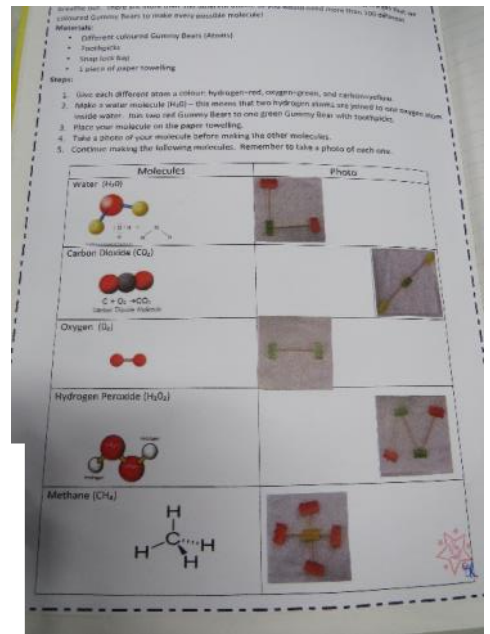 coloured Gummy Bears to make every possible molecule!
Materials:
• Different coloured Gummy Bears (Atoms)
• Toothpicks
• Snap lock Bag
• 1 piece of paper towelling
Steps:
1. Give each different atom a colour: hydrogen-red, oxygen-green, and carbon-yellow.
2. Make a water molecule (H₂0) – this means that two hydrogen atoms are joined to one oxygen atom
inside water. Join two red Gummy Bears to one green Gummy Bear with toothpicks.
3. Place your molecule on the paper towelling.
4. Take a photo of your molecule before making the other molecules.
5. Continue making the following molecules. Remember to take a photo of each one.
Molecules Photo
Water (H₂0)
Carbon Dioxide (CO₂)
C + O₂ →CO₂
Carbon Dioxide Molecule
Oxygen (O₂)
Hydrogen Peroxide (H₂O₂)
Methane (CH₄)
H
C
H
H
H